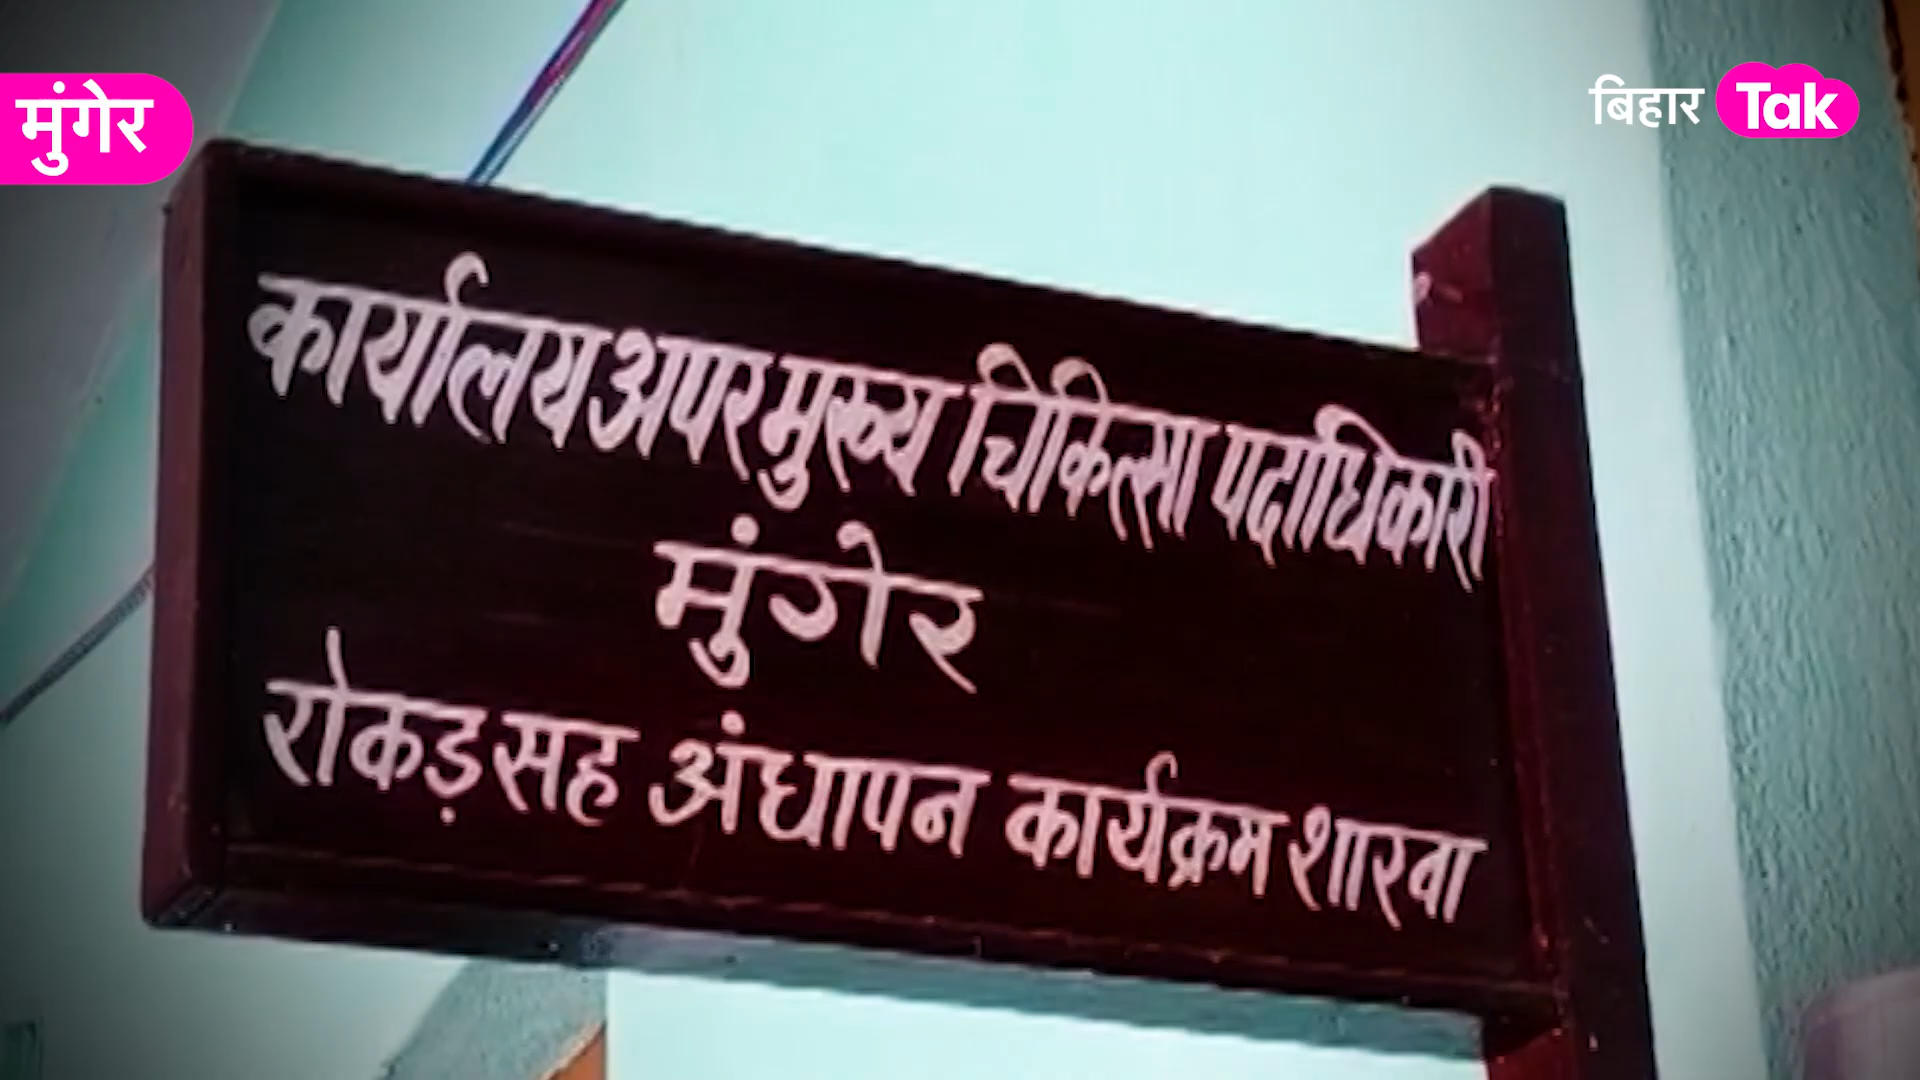 मुंगेर
बिहार Tak
कार्यालय अपर मुख्य चिकित्सा पदाधिकारी
मुंगेर
रोकड़ सह अंधापन कार्यक्रम शाखा